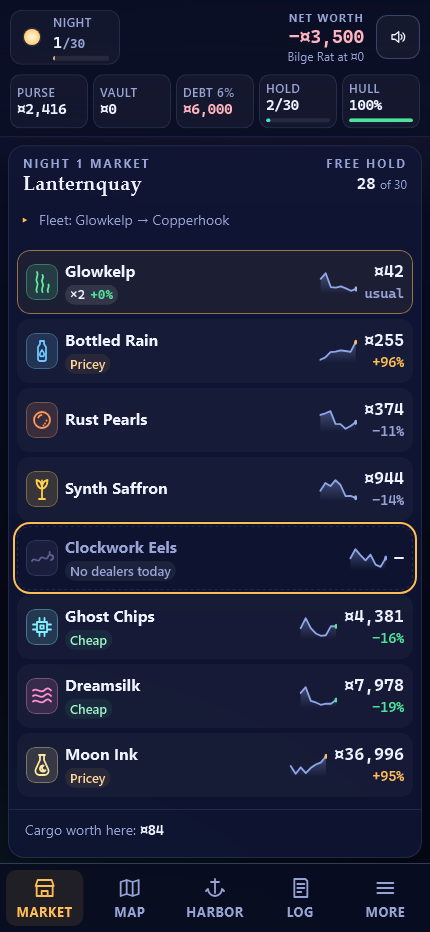 NIGHT
1/30
NET WORTH
−¤3,500
Bilge Rat at ¤0
PURSE
¤2,416
VAULT
¤0
DEBT 6%
¤6,000
HOLD
2/30
HULL
100%
NIGHT 1 MARKET
Lanternquay
FREE HOLD
28 of 30
Fleet: Glowkelp → Copperhook
Glowkelp
×2 +0%
¤42
usual
Bottled Rain
Pricey
¤255
+96%
Rust Pearls
¤374
−11%
Synth Saffron
¤944
−14%
Clockwork Eels
No dealers today
–
Ghost Chips
Cheap
¤4,381
−16%
Dreamsilk
Cheap
¤7,978
−19%
Moon Ink
Pricey
¤36,996
+95%
Cargo worth here: ¤84
MARKET
MAP
HARBOR
LOG
MORE